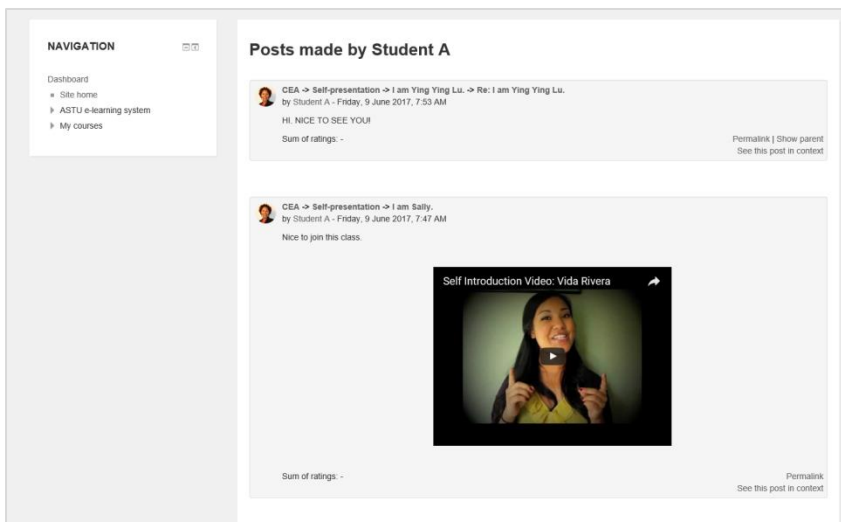 NAVIGATION
Dashboard
Site home
ASTU e-learning system
My courses
Posts made by Student A
CEA -> Self-presentation -> I am Ying Ying Lu. -> Re: I am Ying Ying Lu.
by Student A - Friday, 9 June 2017, 7:53 AM
HI. NICE TO SEE YOU!
Sum of ratings: -
Permalink | Show parent
See this post in context
CEA -> Self-presentation -> I am Sally.
by Student A - Friday, 9 June 2017, 7:47 AM
Nice to join this class.
Self Introduction Video: Vida Rivera
Sum of ratings: -
Permalink
See this post in context